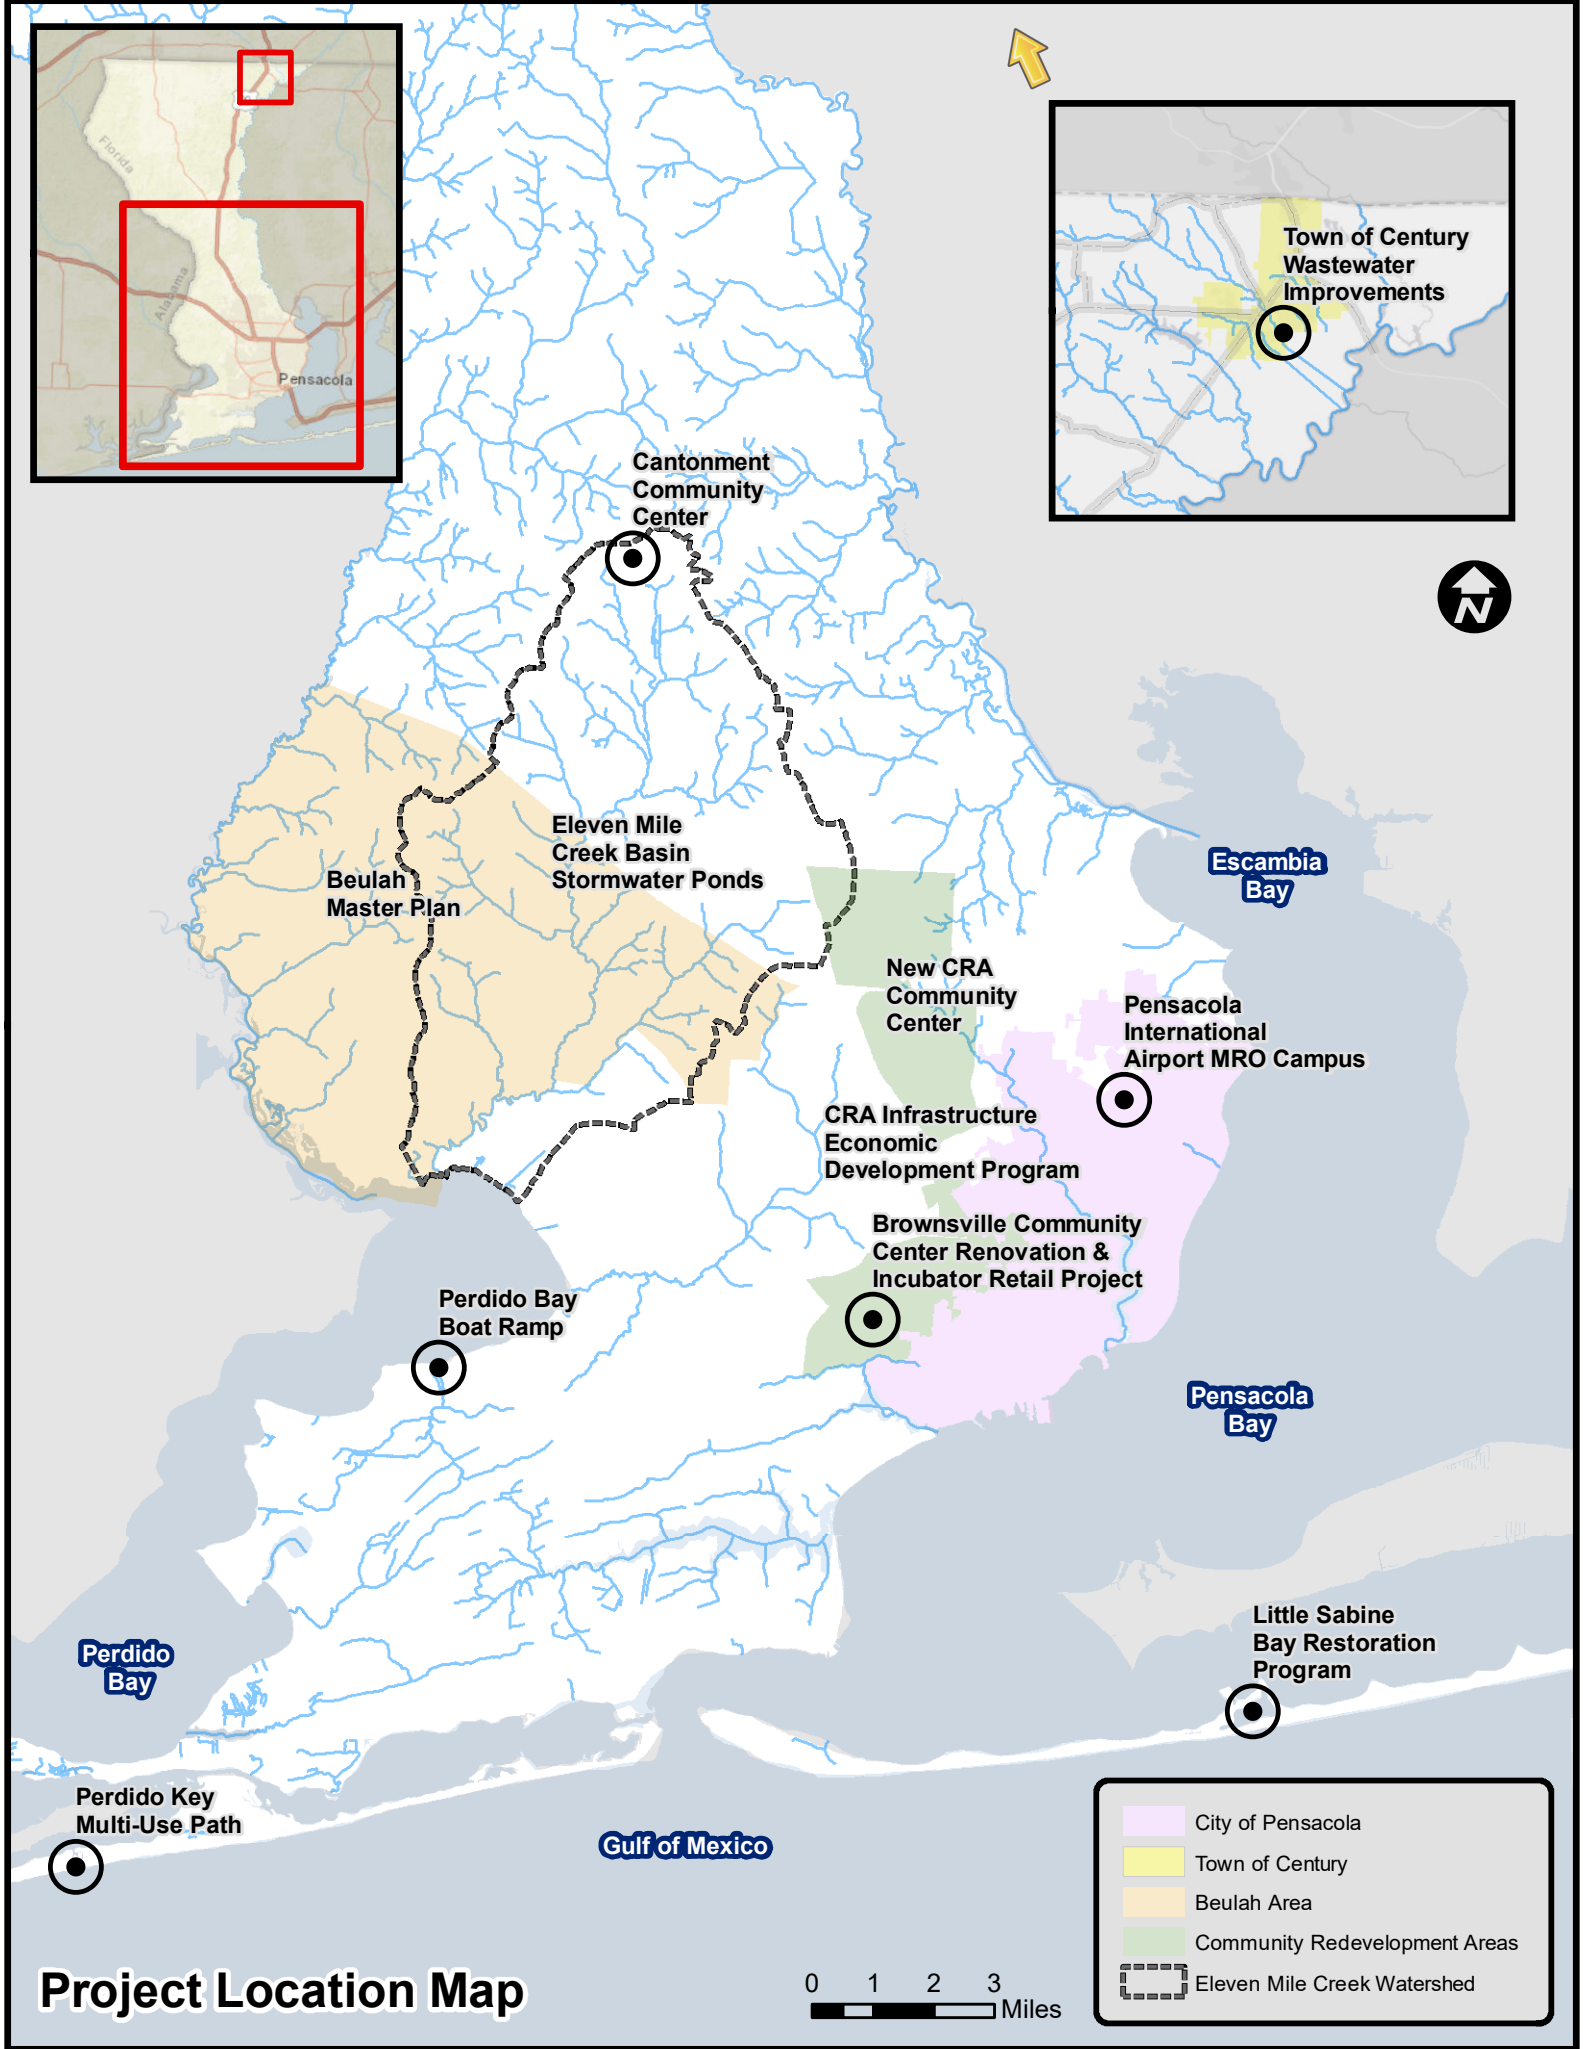 Florida
Alabama
Pensacola
Town of Century
Wastewater
Improvements
Cantonment
Community
Center
N
Eleven Mile
Creek Basin
Stormwater Ponds
Beulah
Master Plan
Escambia
Bay
New CRA
Community
Center
Pensacola
International
Airport MRO Campus
CRA Infrastructure
Economic
Development Program
Brownsville Community
Center Renovation &
Incubator Retail Project
Perdido Bay
Boat Ramp
Pensacola
Bay
Little Sabine
Bay Restoration
Program
Perdido
Bay
Perdido Key
Multi-Use Path
Gulf of Mexico
City of Pensacola
Town of Century
Beulah Area
Community Redevelopment Areas
Eleven Mile Creek Watershed
Project Location Map
0 1 2 3
Miles